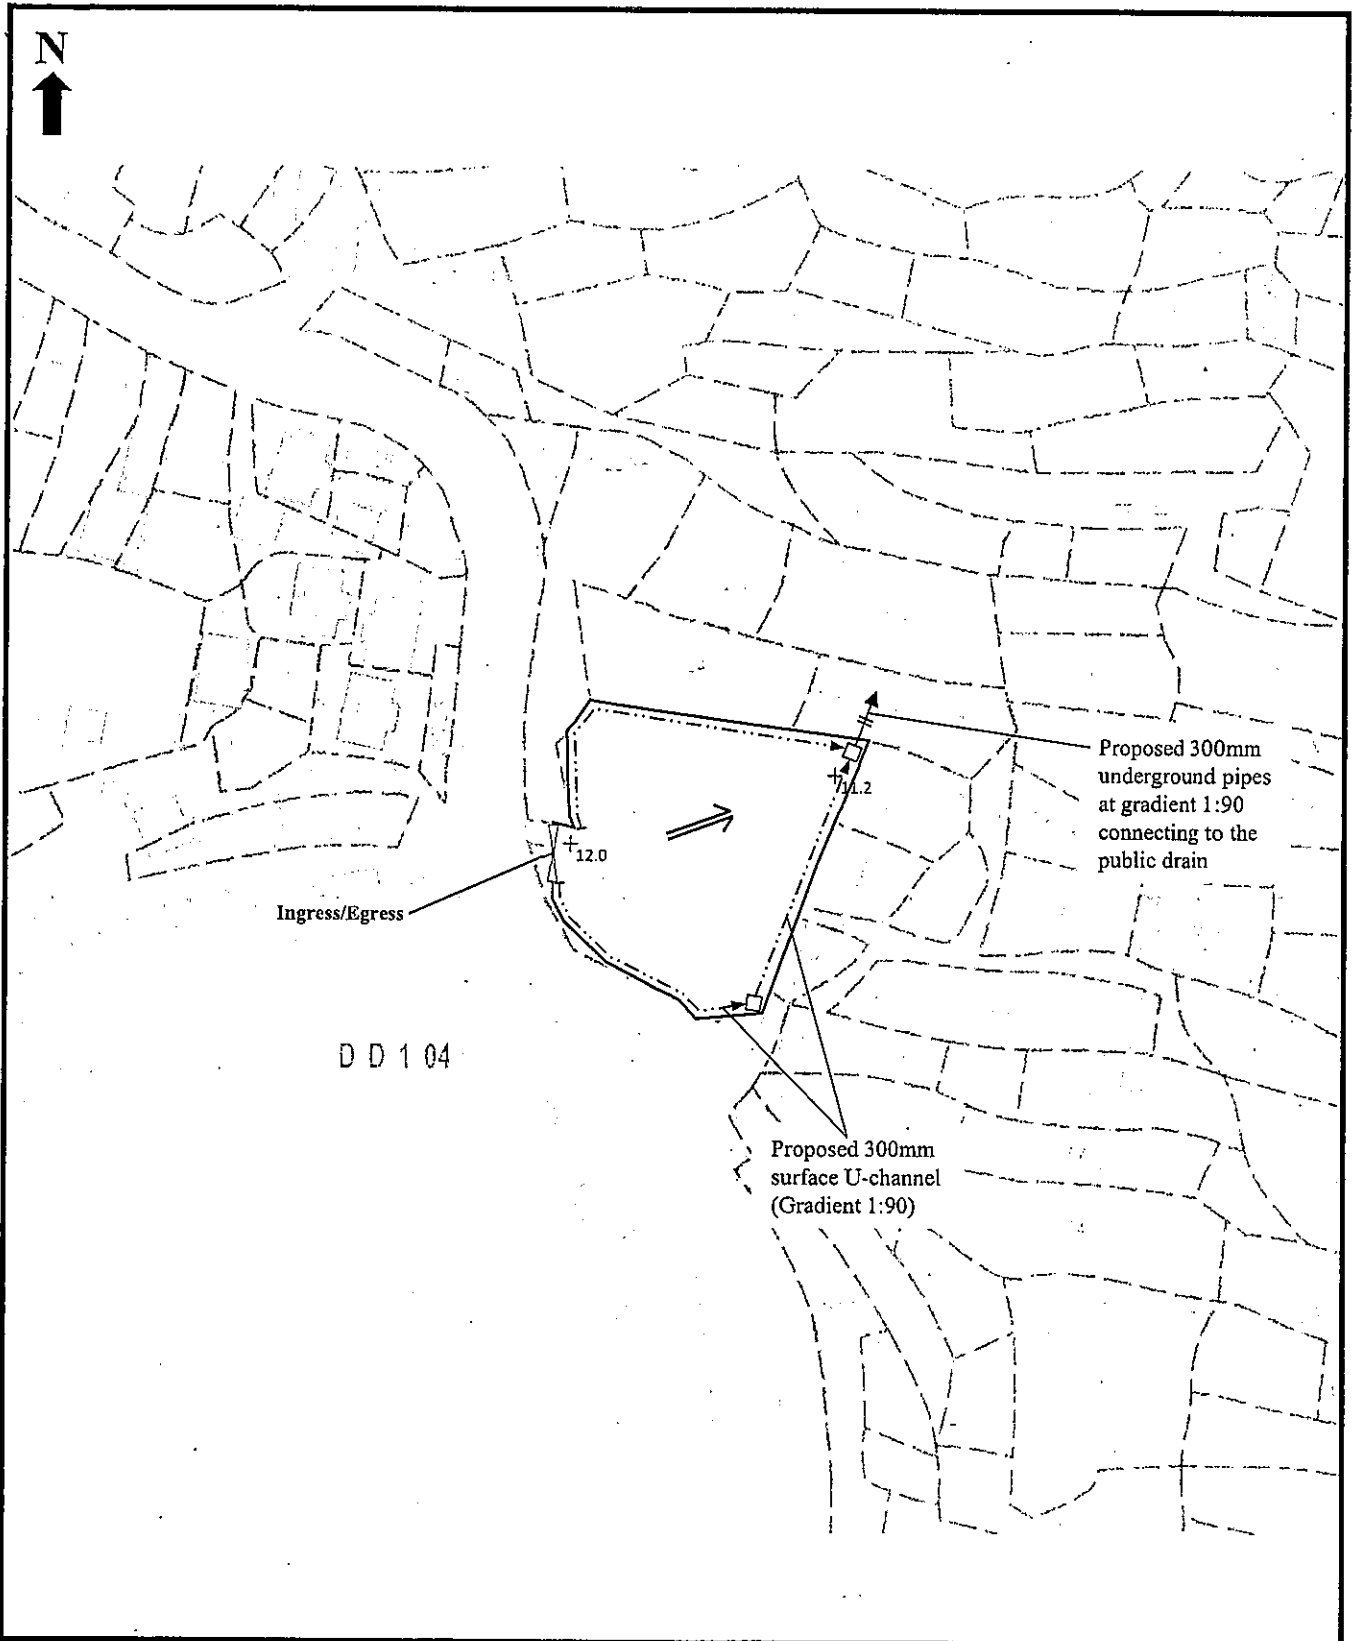 N
Proposed 300mm
underground pipes
at gradient 1:90
connecting to the
public drain
+11.2
+12.0
Ingress/Egress
D D 1 04
Proposed 300mm
surface U-channel
(Gradient 1:90)